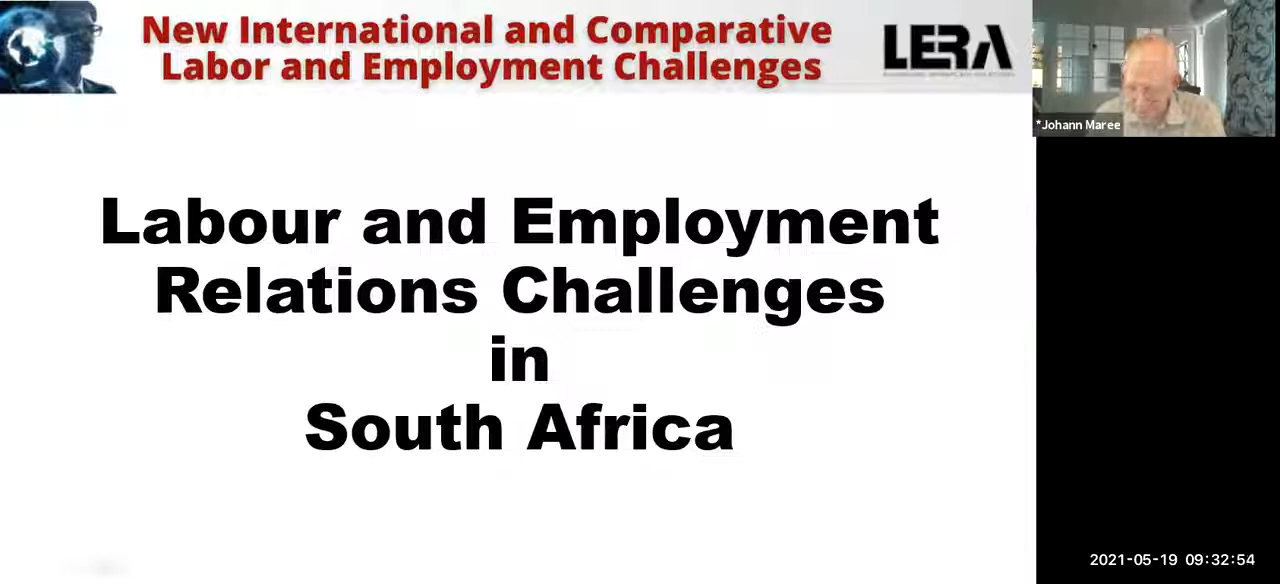 New International and Comparative
Labor and Employment Challenges
LERA
*Johann Maree
Labour and Employment
Relations Challenges
in
South Africa
2021-05-19 09:32:54